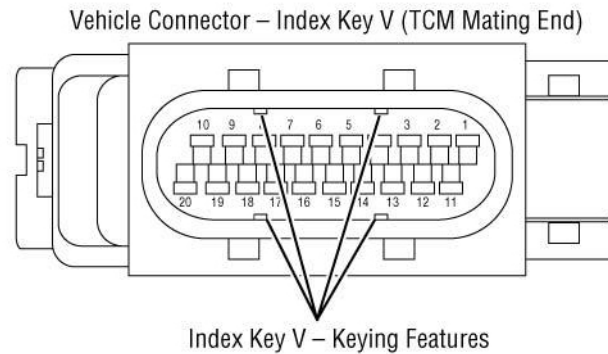 Vehicle Connector – Index Key V (TCM Mating End)
10 9 7 6 5 3 2 1
20 19 18 17 16 15 14 13 12 11
Index Key V – Keying Features